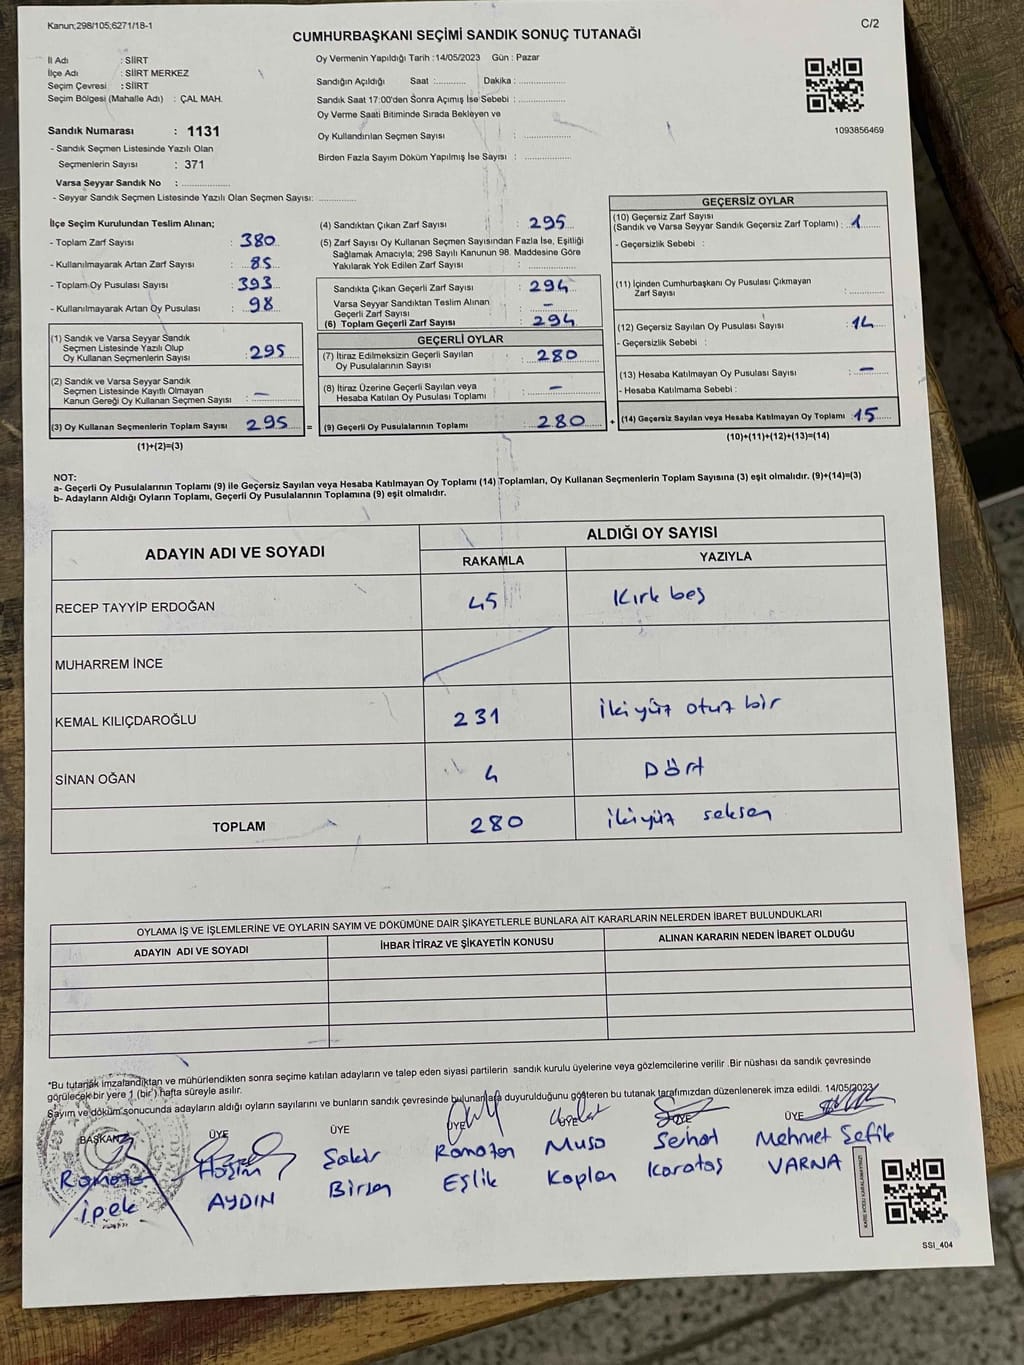 Kanun;298/105;6271/18-1
C/2
CUMHURBAŞKANI SEÇİMİ SANDIK SONUÇ TUTANAĞI
İl Adı : SİİRT
İlçe Adı : SİİRT MERKEZ
Seçim Çevresi : SİİRT
Seçim Bölgesi (Mahalle Adı) : ÇAL MAH.
Sandık Numarası : 1131
- Sandık Seçmen Listesinde Yazılı Olan
Seçmenlerin Sayısı : 371
Varsa Seyyar Sandık No : ..............
- Seyyar Sandık Seçmen Listesinde Yazılı Olan Seçmen Sayısı: ............
Oy Vermenin Yapıldığı Tarih :14/05/2023 Gün : Pazar
Sandığın Açıldığı Saat :.......... Dakika : ...............
Sandık Saat 17:00'den Sonra Açımış İse Sebebi : ...............
Oy Verme Saati Bitiminde Sırada Bekleyen ve
Oy Kullandırılan Seçmen Sayısı : ...............
Birden Fazla Sayım Döküm Yapılmış İse Sayısı : ...............
1093856469
İlçe Seçim Kurulundan Teslim Alınan;
- Toplam Zarf Sayısı : 380
- Kullanılmayarak Artan Zarf Sayısı : 85
- Toplam Oy Pusulası Sayısı : 393
- Kullanılmayarak Artan Oy Pusulası : 98
(1) Sandık ve Varsa Seyyar Sandık
Seçmen Listesinde Yazılı Olup
Oy Kullanan Seçmenlerin Sayısı : 295
(2) Sandık ve Varsa Seyyar Sandık
Seçmen Listesinde Kayıtlı Olmayan
Kanun Gereği Oy Kullanan Seçmen Sayısı : —
(3) Oy Kullanan Seçmenlerin Toplam Sayısı : 295 =
(1)+(2)=(3)
(4) Sandıktan Çıkan Zarf Sayısı : 295
(5) Zarf Sayısı Oy Kullanan Seçmen Sayısından Fazla İse, Eşitliği
Sağlamak Amacıyla; 298 Sayılı Kanunun 98. Maddesine Göre
Yakılarak Yok Edilen Zarf Sayısı : ...............
Sandıkta Çıkan Geçerli Zarf Sayısı : 294
Varsa Seyyar Sandıktan Teslim Alınan
Geçerli Zarf Sayısı : —
(6) Toplam Geçerli Zarf Sayısı : 294
GEÇERLİ OYLAR
(7) İtiraz Edilmeksizin Geçerli Sayılan
Oy Pusulalarının Sayısı : 280
(8) İtiraz Üzerine Geçerli Sayılan veya
Hesaba Katılan Oy Pusulası Toplamı : —
(9) Geçerli Oy Pusulalarının Toplamı : 280 +
GEÇERSİZ OYLAR
(10) Geçersiz Zarf Sayısı
(Sandık ve Varsa Seyyar Sandık Geçersiz Zarf Toplamı) : 1
- Geçersizlik Sebebi :
(11) İçinden Cumhurbaşkanı Oy Pusulası Çıkmayan
Zarf Sayısı : ..........
(12) Geçersiz Sayılan Oy Pusulası Sayısı : 14
- Geçersizlik Sebebi :
(13) Hesaba Katılmayan Oy Pusulası Sayısı : —
- Hesaba Katılmama Sebebi :
(14) Geçersiz Sayılan veya Hesaba Katılmayan Oy Toplamı : 15
(10)+(11)+(12)+(13)=(14)
NOT:
a- Geçerli Oy Pusulalarının Toplamı (9) ile Geçersiz Sayılan veya Hesaba Katılmayan Oy Toplamı (14) Toplamları, Oy Kullanan Seçmenlerin Toplam Sayısına (3) eşit olmalıdır. (9)+(14)=(3)
b- Adayların Aldığı Oyların Toplamı, Geçerli Oy Pusulalarının Toplamına (9) eşit olmalıdır.
ADAYIN ADI VE SOYADI ALDIĞI OY SAYISI
RAKAMLA YAZIYLA
RECEP TAYYİP ERDOĞAN 45 Kırk beş
MUHARREM İNCE
KEMAL KILIÇDAROĞLU 231 İkiyüz otuz bir
SİNAN OĞAN 4 Dört
TOPLAM 280 ikiyüz seksen
OYLAMA İŞ VE İŞLEMLERİNE VE OYLARIN SAYIM VE DÖKÜMÜNE DAİR ŞİKAYETLERLE BUNLARA AİT KARARLARIN NELERDEN İBARET BULUNDUKLARI
ADAYIN ADI VE SOYADI İHBAR İTİRAZ VE ŞİKAYETİN KONUSU ALINAN KARARIN NEDEN İBARET OLDUĞU
*Bu tutanak imzalandıktan ve mühürlendikten sonra seçime katılan adayların ve talep eden siyasi partilerin sandık kurulu üyelerine veya gözlemcilerine verilir .Bir nüshası da sandık çevresinde
görülecek bir yere 1 (bir) hafta süreyle asılır.
Sayım ve döküm sonucunda adayların aldığı oyların sayılarını ve bunların sandık çevresinde bulunanlara duyurulduğunu gösteren bu tutanak tarafımızdan düzenlenerek imza edildi. 14/05/2023
BAŞKAN ÜYE ÜYE ÜYE ÜYE ÜYE ÜYE
Ramazan Hasan Şakir Ramazan Musa Serhat Mehmet Şefik
ipek AYDIN Birsen Eşlik Kaplan Karataş VARNA
SSI_404